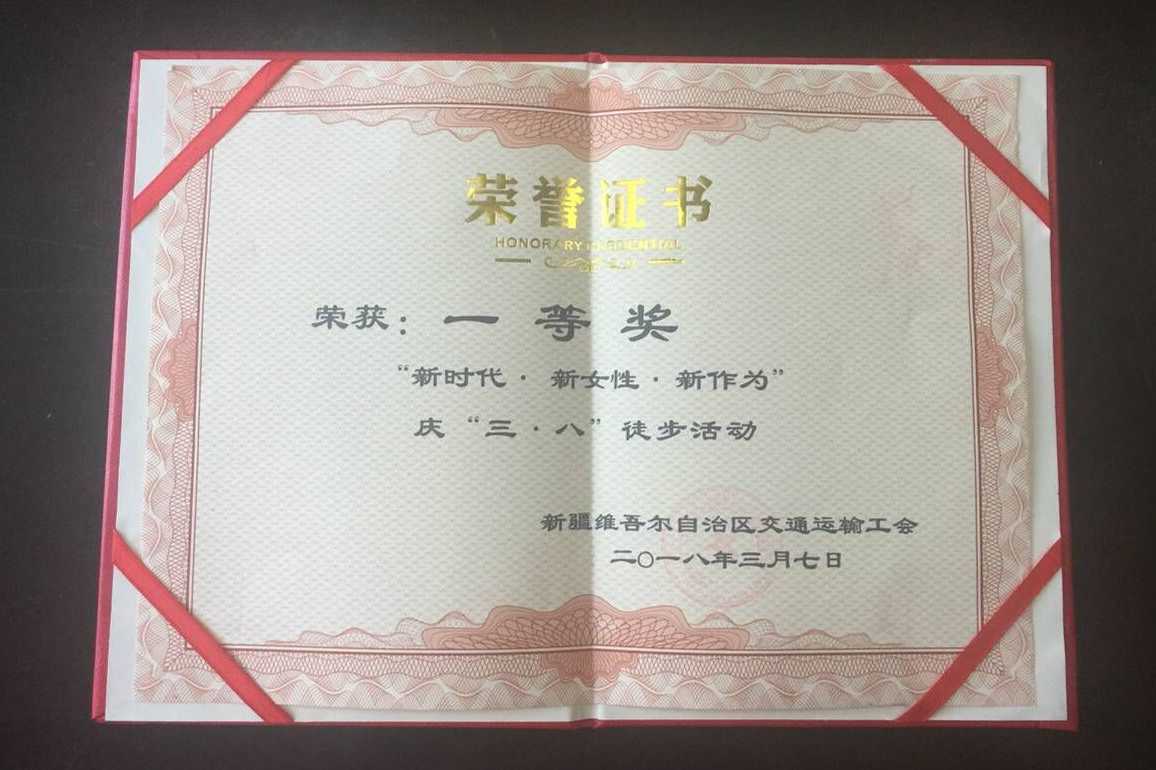 荣誉证书
HONORARY CREDENTIAL
荣获：一等奖
“新时代·新女性·新作为”
庆“三·八”徒步活动
新疆维吾尔自治区交通运输工会
二〇一八年三月七日